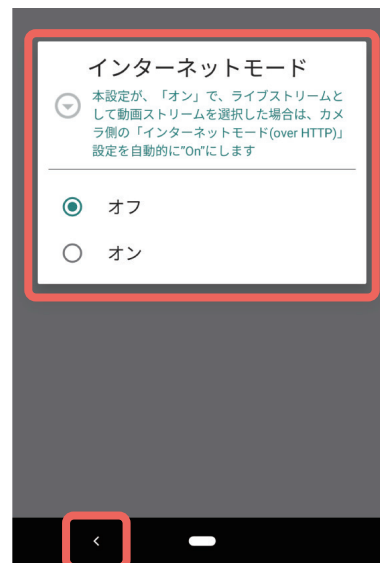 インターネットモード
本設定が、「オン」で、ライブストリームと
して動画ストリームを選択した場合は、カメ
ラ側の「インターネットモード(over HTTP)」
設定を自動的に"On"にします
オフ
オン